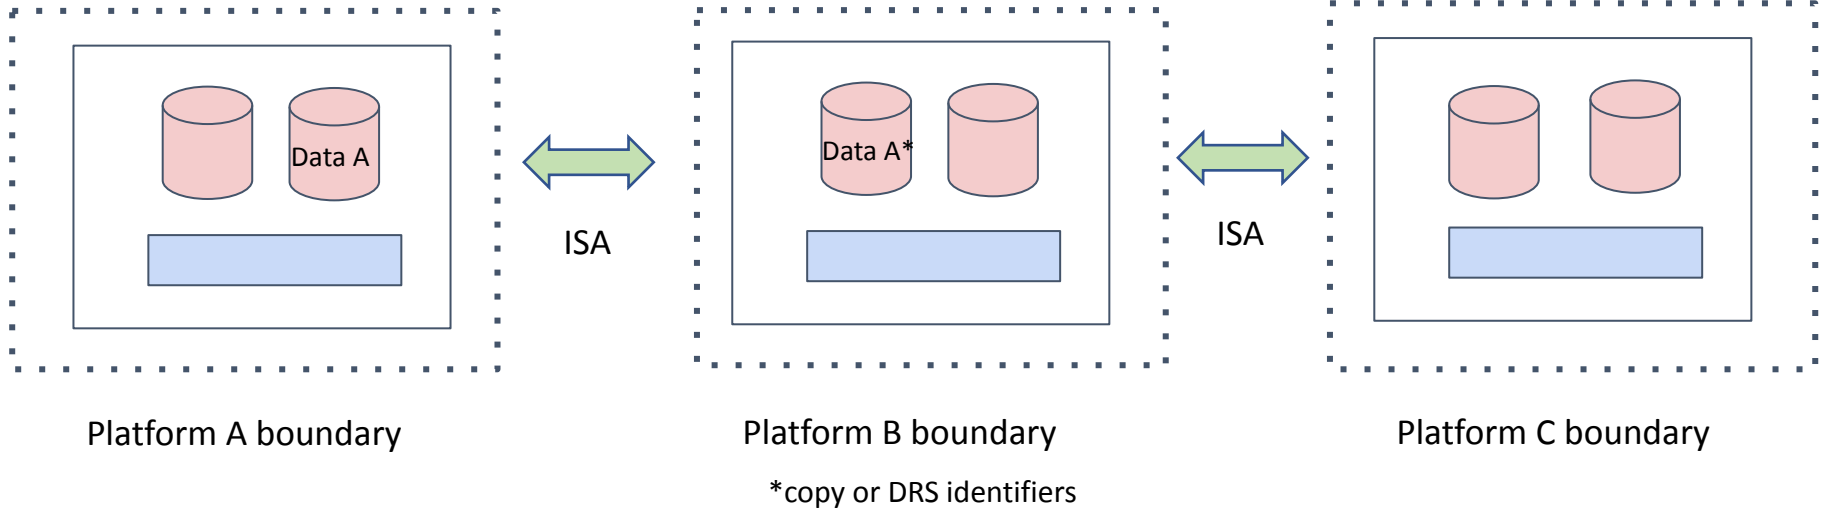 Data A
Data A*
ISA
ISA
Platform A boundary
Platform B boundary
Platform C boundary
*copy or DRS identifiers